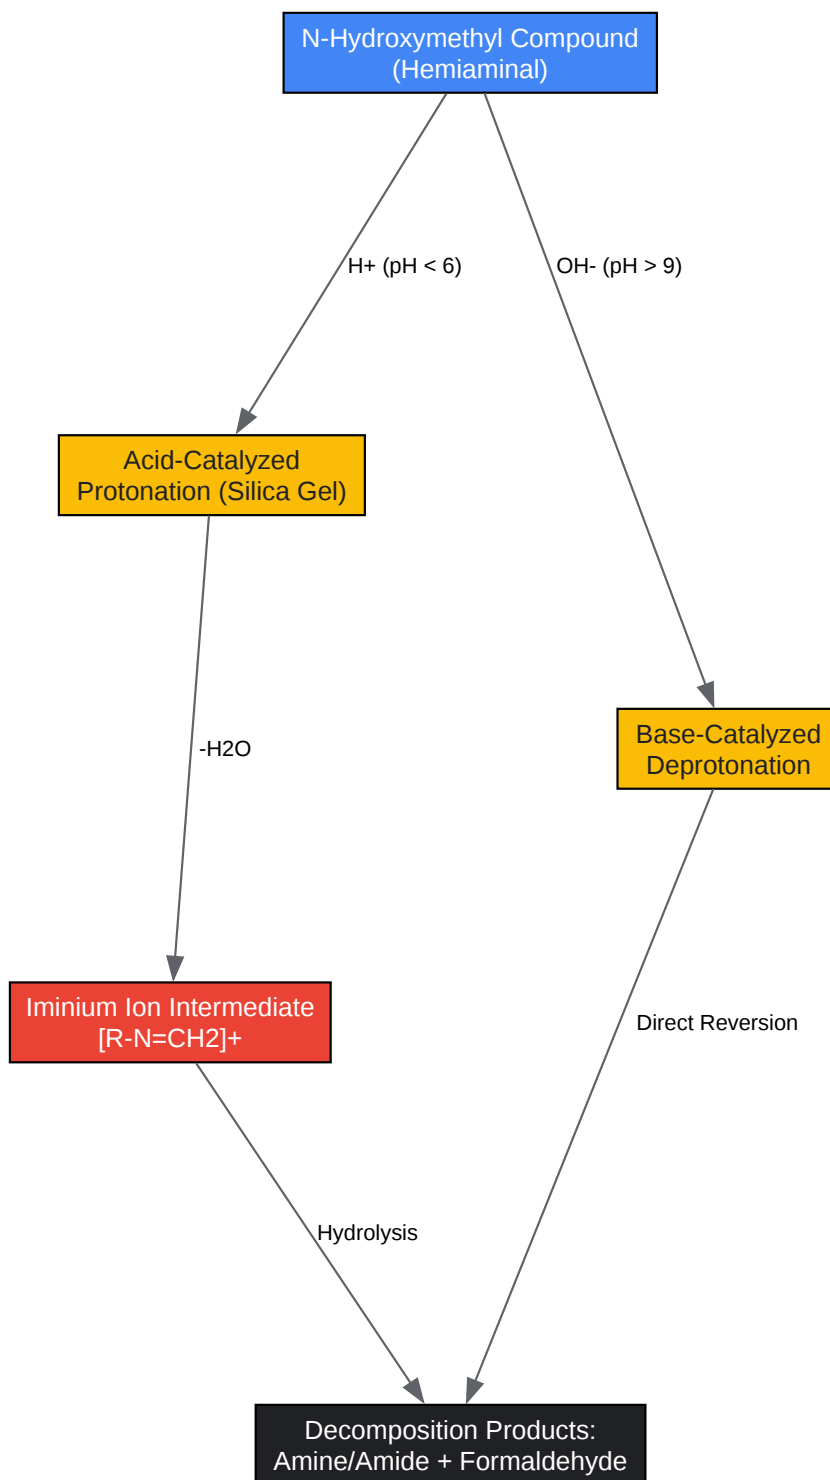 N-Hydroxymethyl Compound
(Hemiaminal)
H+ (pH < 6)
OH- (pH > 9)
Acid-Catalyzed
Protonation (Silica Gel)
Base-Catalyzed
Deprotonation
-H2O
Iminium Ion Intermediate
[R-N=CH2]+
Direct Reversion
Hydrolysis
Decomposition Products:
Amine/Amide + Formaldehyde